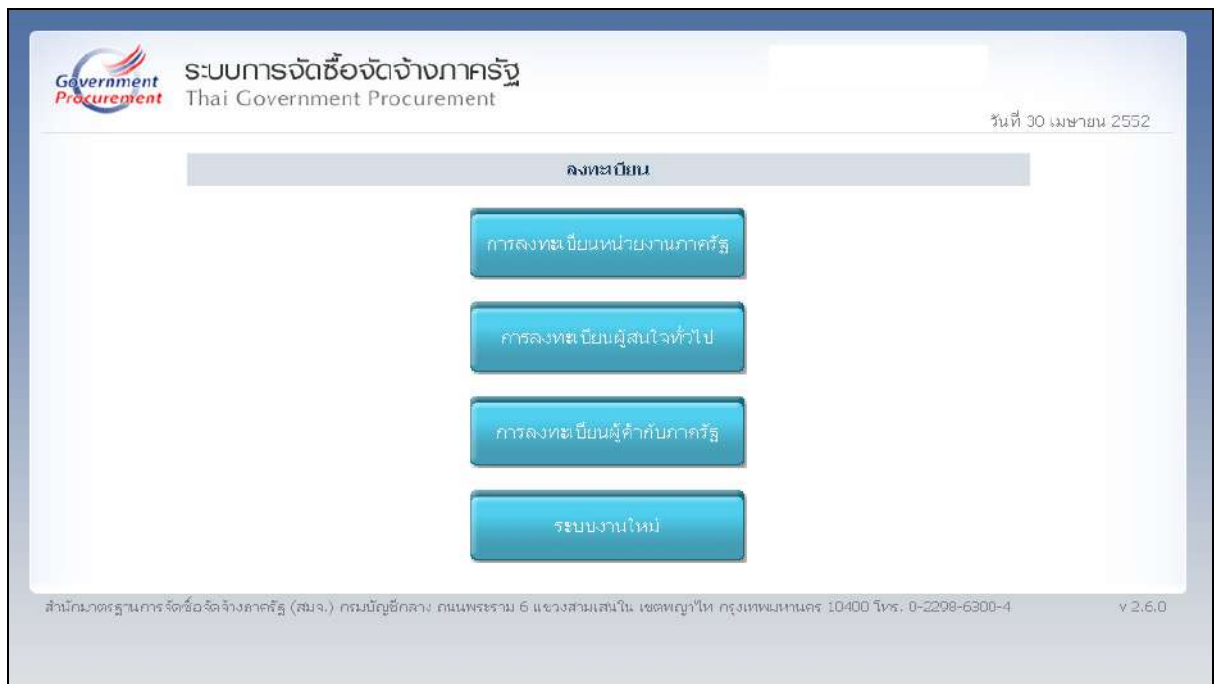 Government
Procurement
ระบบการจัดซื้อจัดจ้างภาครัฐ
Thai Government Procurement
วันที่ 30 เมษายน 2552
ลงทะเบียน
การลงทะเบียนหน่วยงานภาครัฐ
การลงทะเบียนผู้สนใจทั่วไป
การลงทะเบียนผู้ค้ากับภาครัฐ
ระบบงานใหม่
สำนักมาตรฐานการจัดซื้อจัดจ้างภาครัฐ (สมจ.) กรมบัญชีกลาง ถนนพระราม 6 แขวงสามเสนใน เขตพญาไท กรุงเทพมหานคร 10400 โทร. 0-2298-6300-4
v 2.6.0